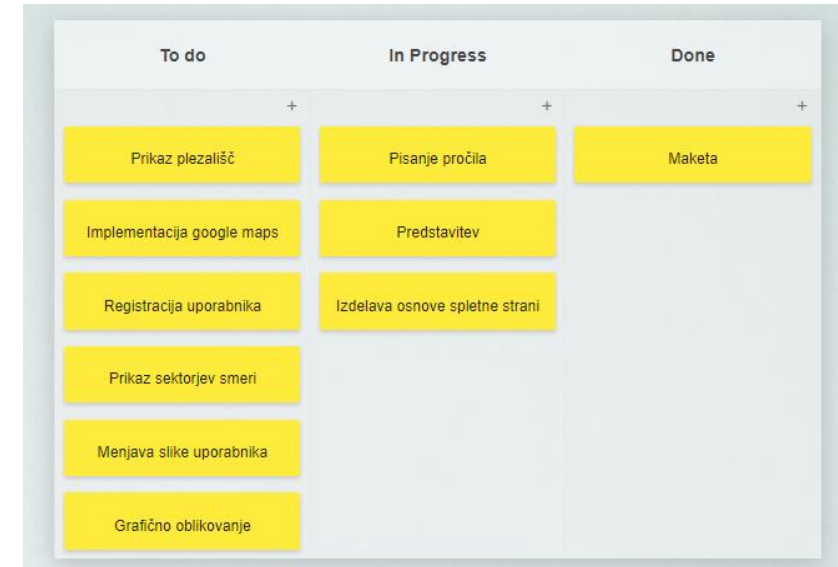 To do
In Progress
Done
+
+
+
Prikaz plezališč
Pisanje pročila
Maketa
Implementacija google maps
Predstavitev
Registracija uporabnika
Izdelava osnove spletne strani
Prikaz sektorjev smeri
Menjava slike uporabnika
Grafično oblikovanje